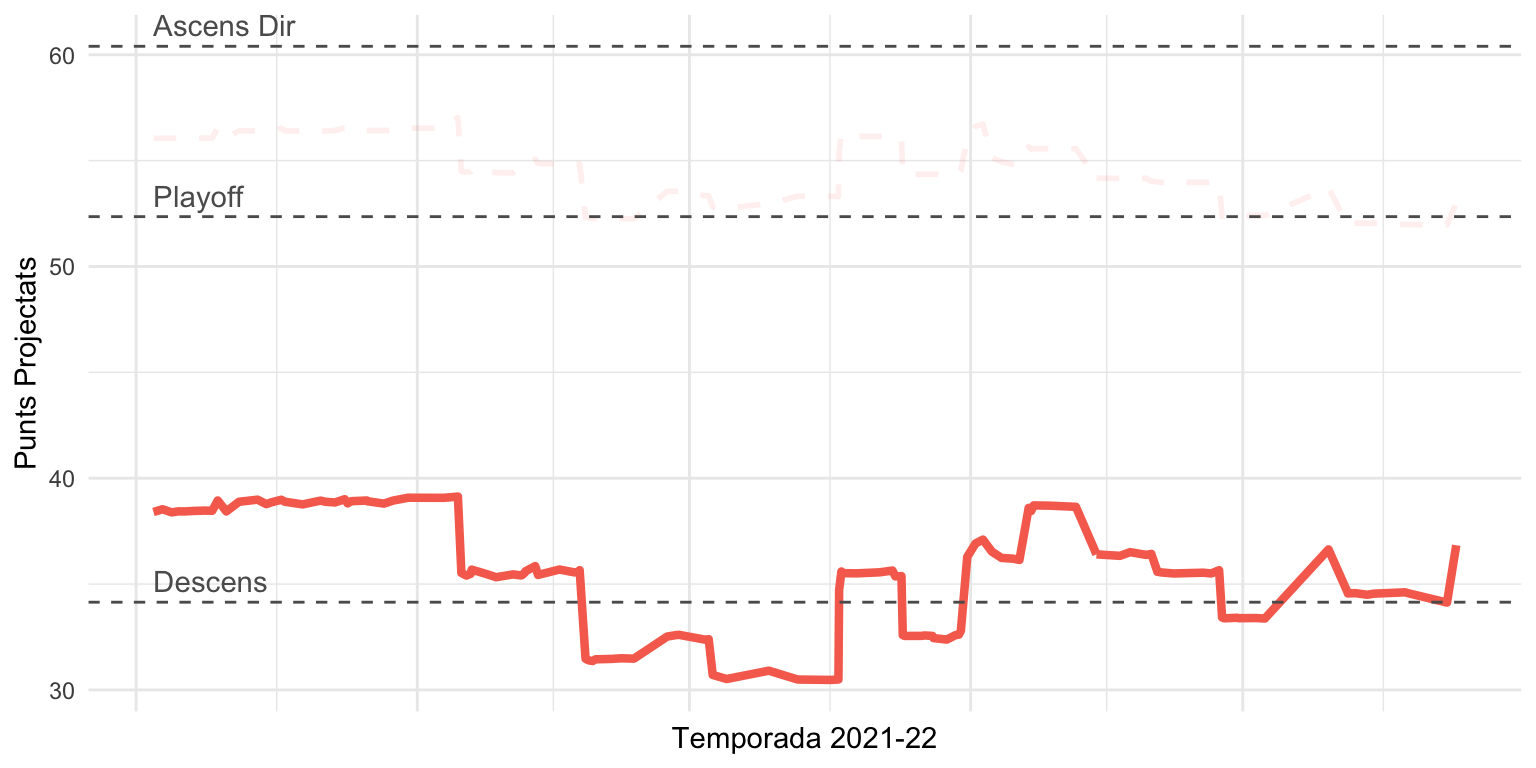 Ascens Dir
60
Playoff
50
Punts Projectats
40
Descens
30
Temporada 2021-22